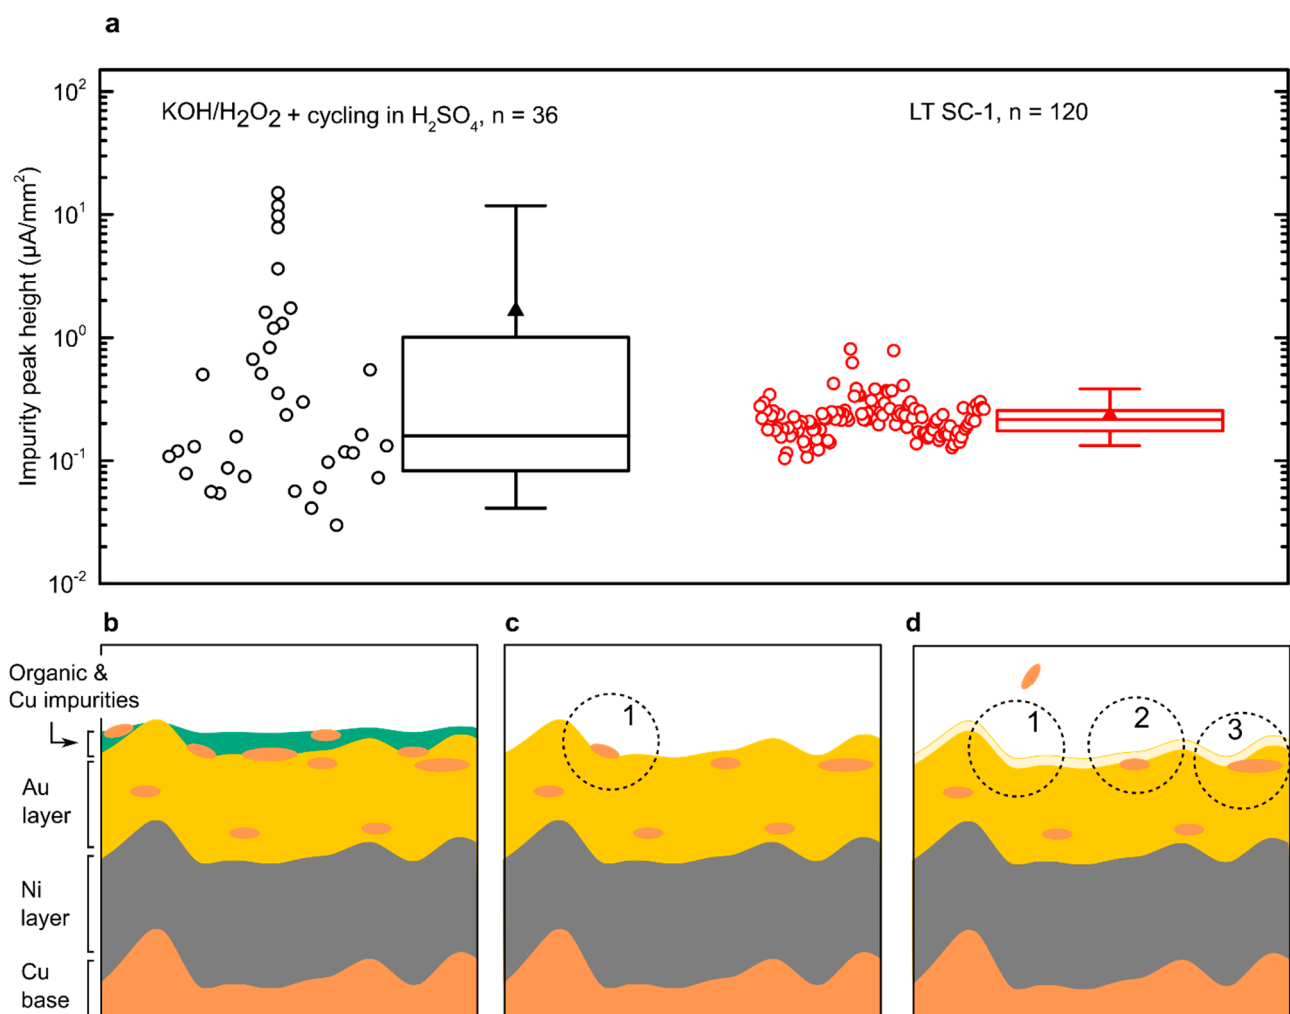 a
Impurity peak height (µA/mm²)
10²
10¹
10⁰
10⁻¹
10⁻²
KOH/H₂O₂ + cycling in H₂SO₄, n = 36
LT SC-1, n = 120
b
c
d
Organic &
Cu impurities
Au
layer
Ni
layer
Cu
base
1
1
2
3